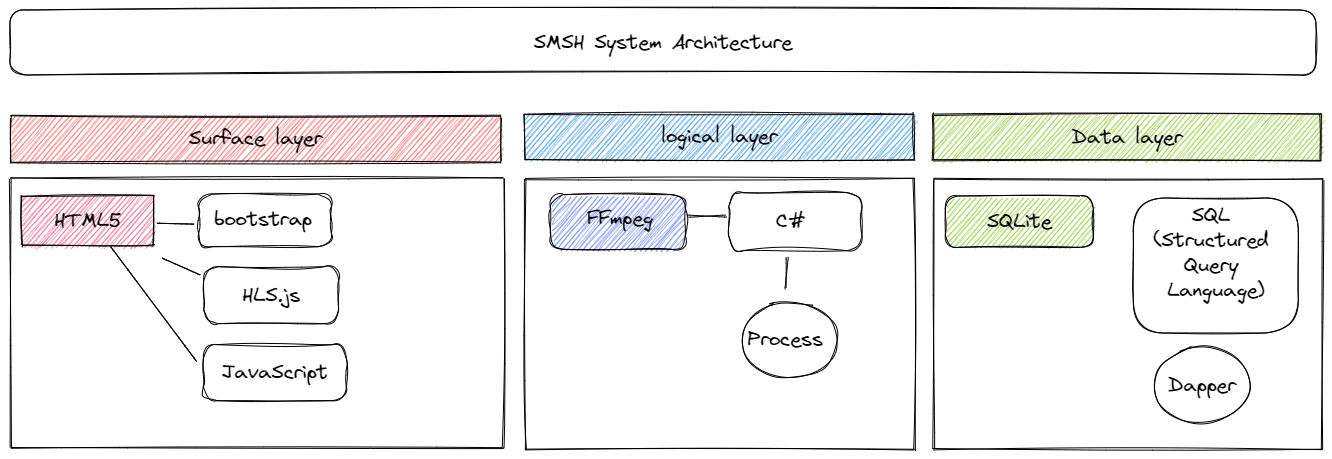 SMSH System Architecture
Surface layer
logical layer
Data layer
HTML5
bootstrap
HLS.js
JavaScript
FFmpeg
C#
Process
SQLite
SQL
(Structured
Query
Language)
Dapper